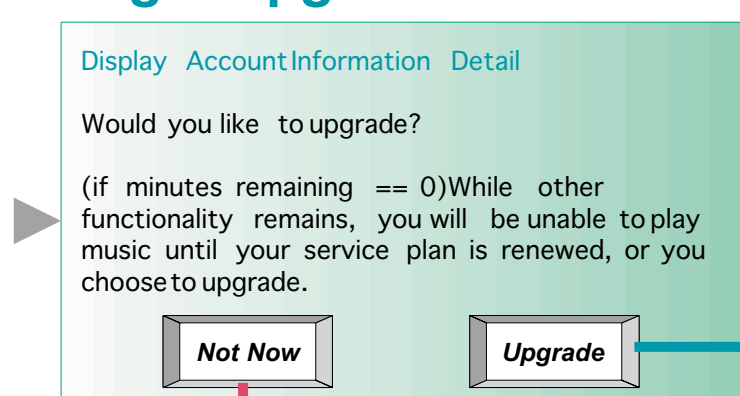 Display Account Information Detail
Would you like to upgrade?
(if minutes remaining == 0)While other
functionality remains, you will be unable to play
music until your service plan is renewed, or you
choose to upgrade.
Not Now
Upgrade